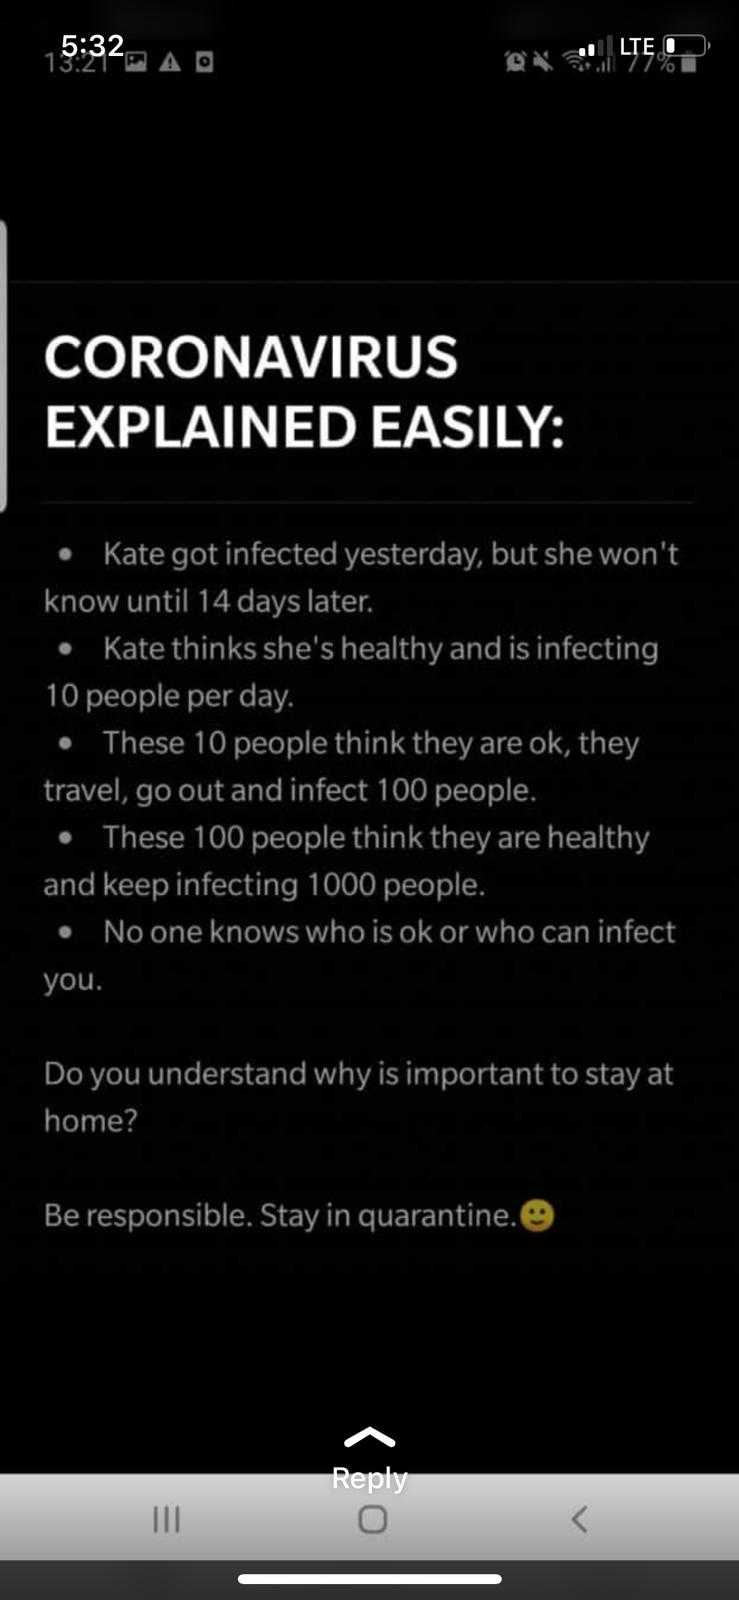 5:32
LTE
13:21
77%
CORONAVIRUS
EXPLAINED EASILY:
• Kate got infected yesterday, but she won't
know until 14 days later.
• Kate thinks she's healthy and is infecting
10 people per day.
• These 10 people think they are ok, they
travel, go out and infect 100 people.
• These 100 people think they are healthy
and keep infecting 1000 people.
• No one knows who is ok or who can infect
you.
Do you understand why is important to stay at
home?
Be responsible. Stay in quarantine.🙂
Reply